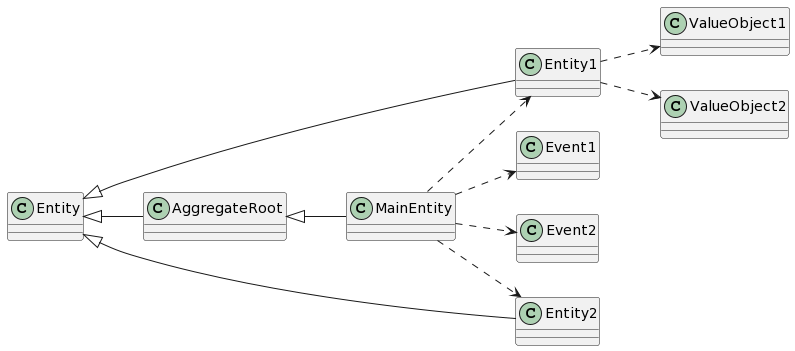 C ValueObject1
C Entity1
C ValueObject2
C Event1
C Entity
C AggregateRoot
C MainEntity
C Event2
C Entity2